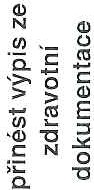 přinést výpis ze
zdravotní
dokumentace